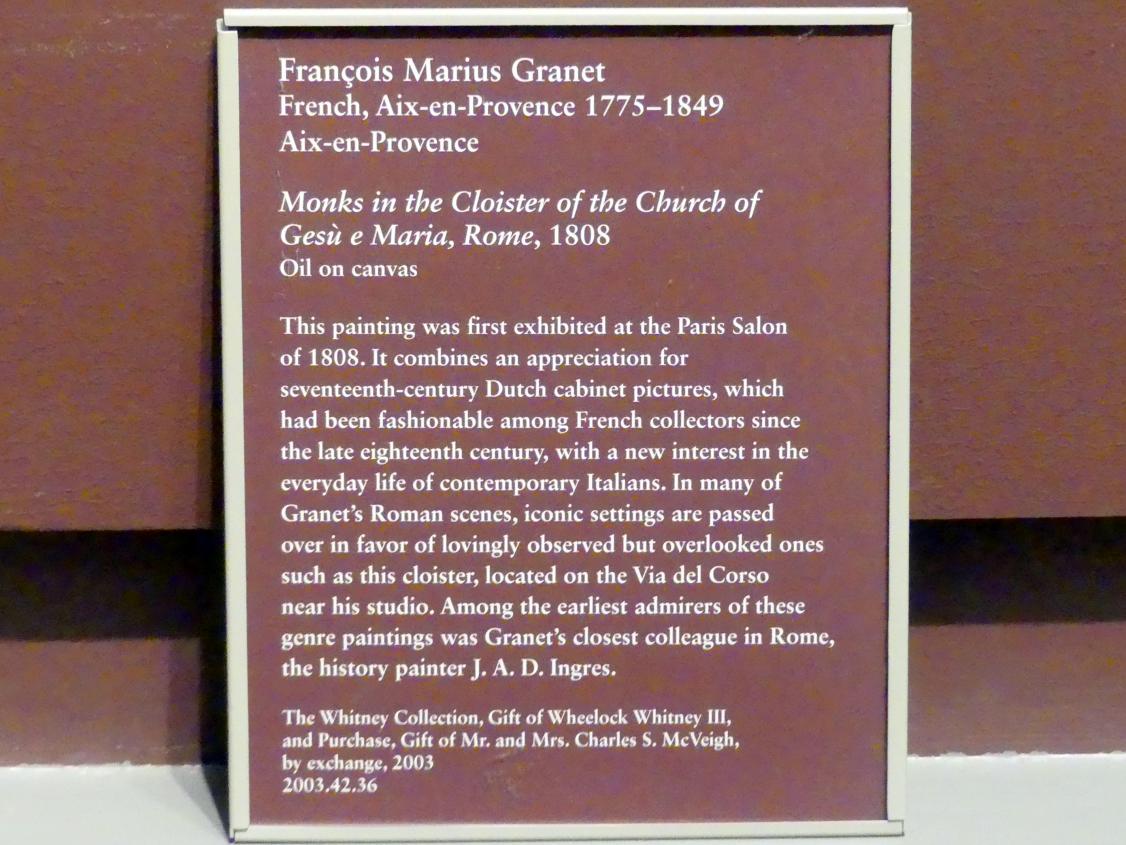 François Marius Granet
French, Aix-en-Provence 1775–1849
Aix-en-Provence
Monks in the Cloister of the Church of
Gesù e Maria, Rome, 1808
Oil on canvas
This painting was first exhibited at the Paris Salon
of 1808. It combines an appreciation for
seventeenth-century Dutch cabinet pictures, which
had been fashionable among French collectors since
the late eighteenth century, with a new interest in the
everyday life of contemporary Italians. In many of
Granet’s Roman scenes, iconic settings are passed
over in favor of lovingly observed but overlooked ones
such as this cloister, located on the Via del Corso
near his studio. Among the earliest admirers of these
genre paintings was Granet’s closest colleague in Rome,
the history painter J. A. D. Ingres.
The Whitney Collection, Gift of Wheelock Whitney III,
and Purchase, Gift of Mr. and Mrs. Charles S. McVeigh,
by exchange, 2003
2003.42.36